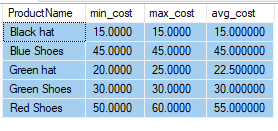 ProductName min_cost max_cost avg_cost
Black hat 15.0000 15.0000 15.000000
Blue Shoes 45.0000 45.0000 45.000000
Green hat 20.0000 25.0000 22.500000
Green Shoes 30.0000 30.0000 30.000000
Red Shoes 50.0000 60.0000 55.000000